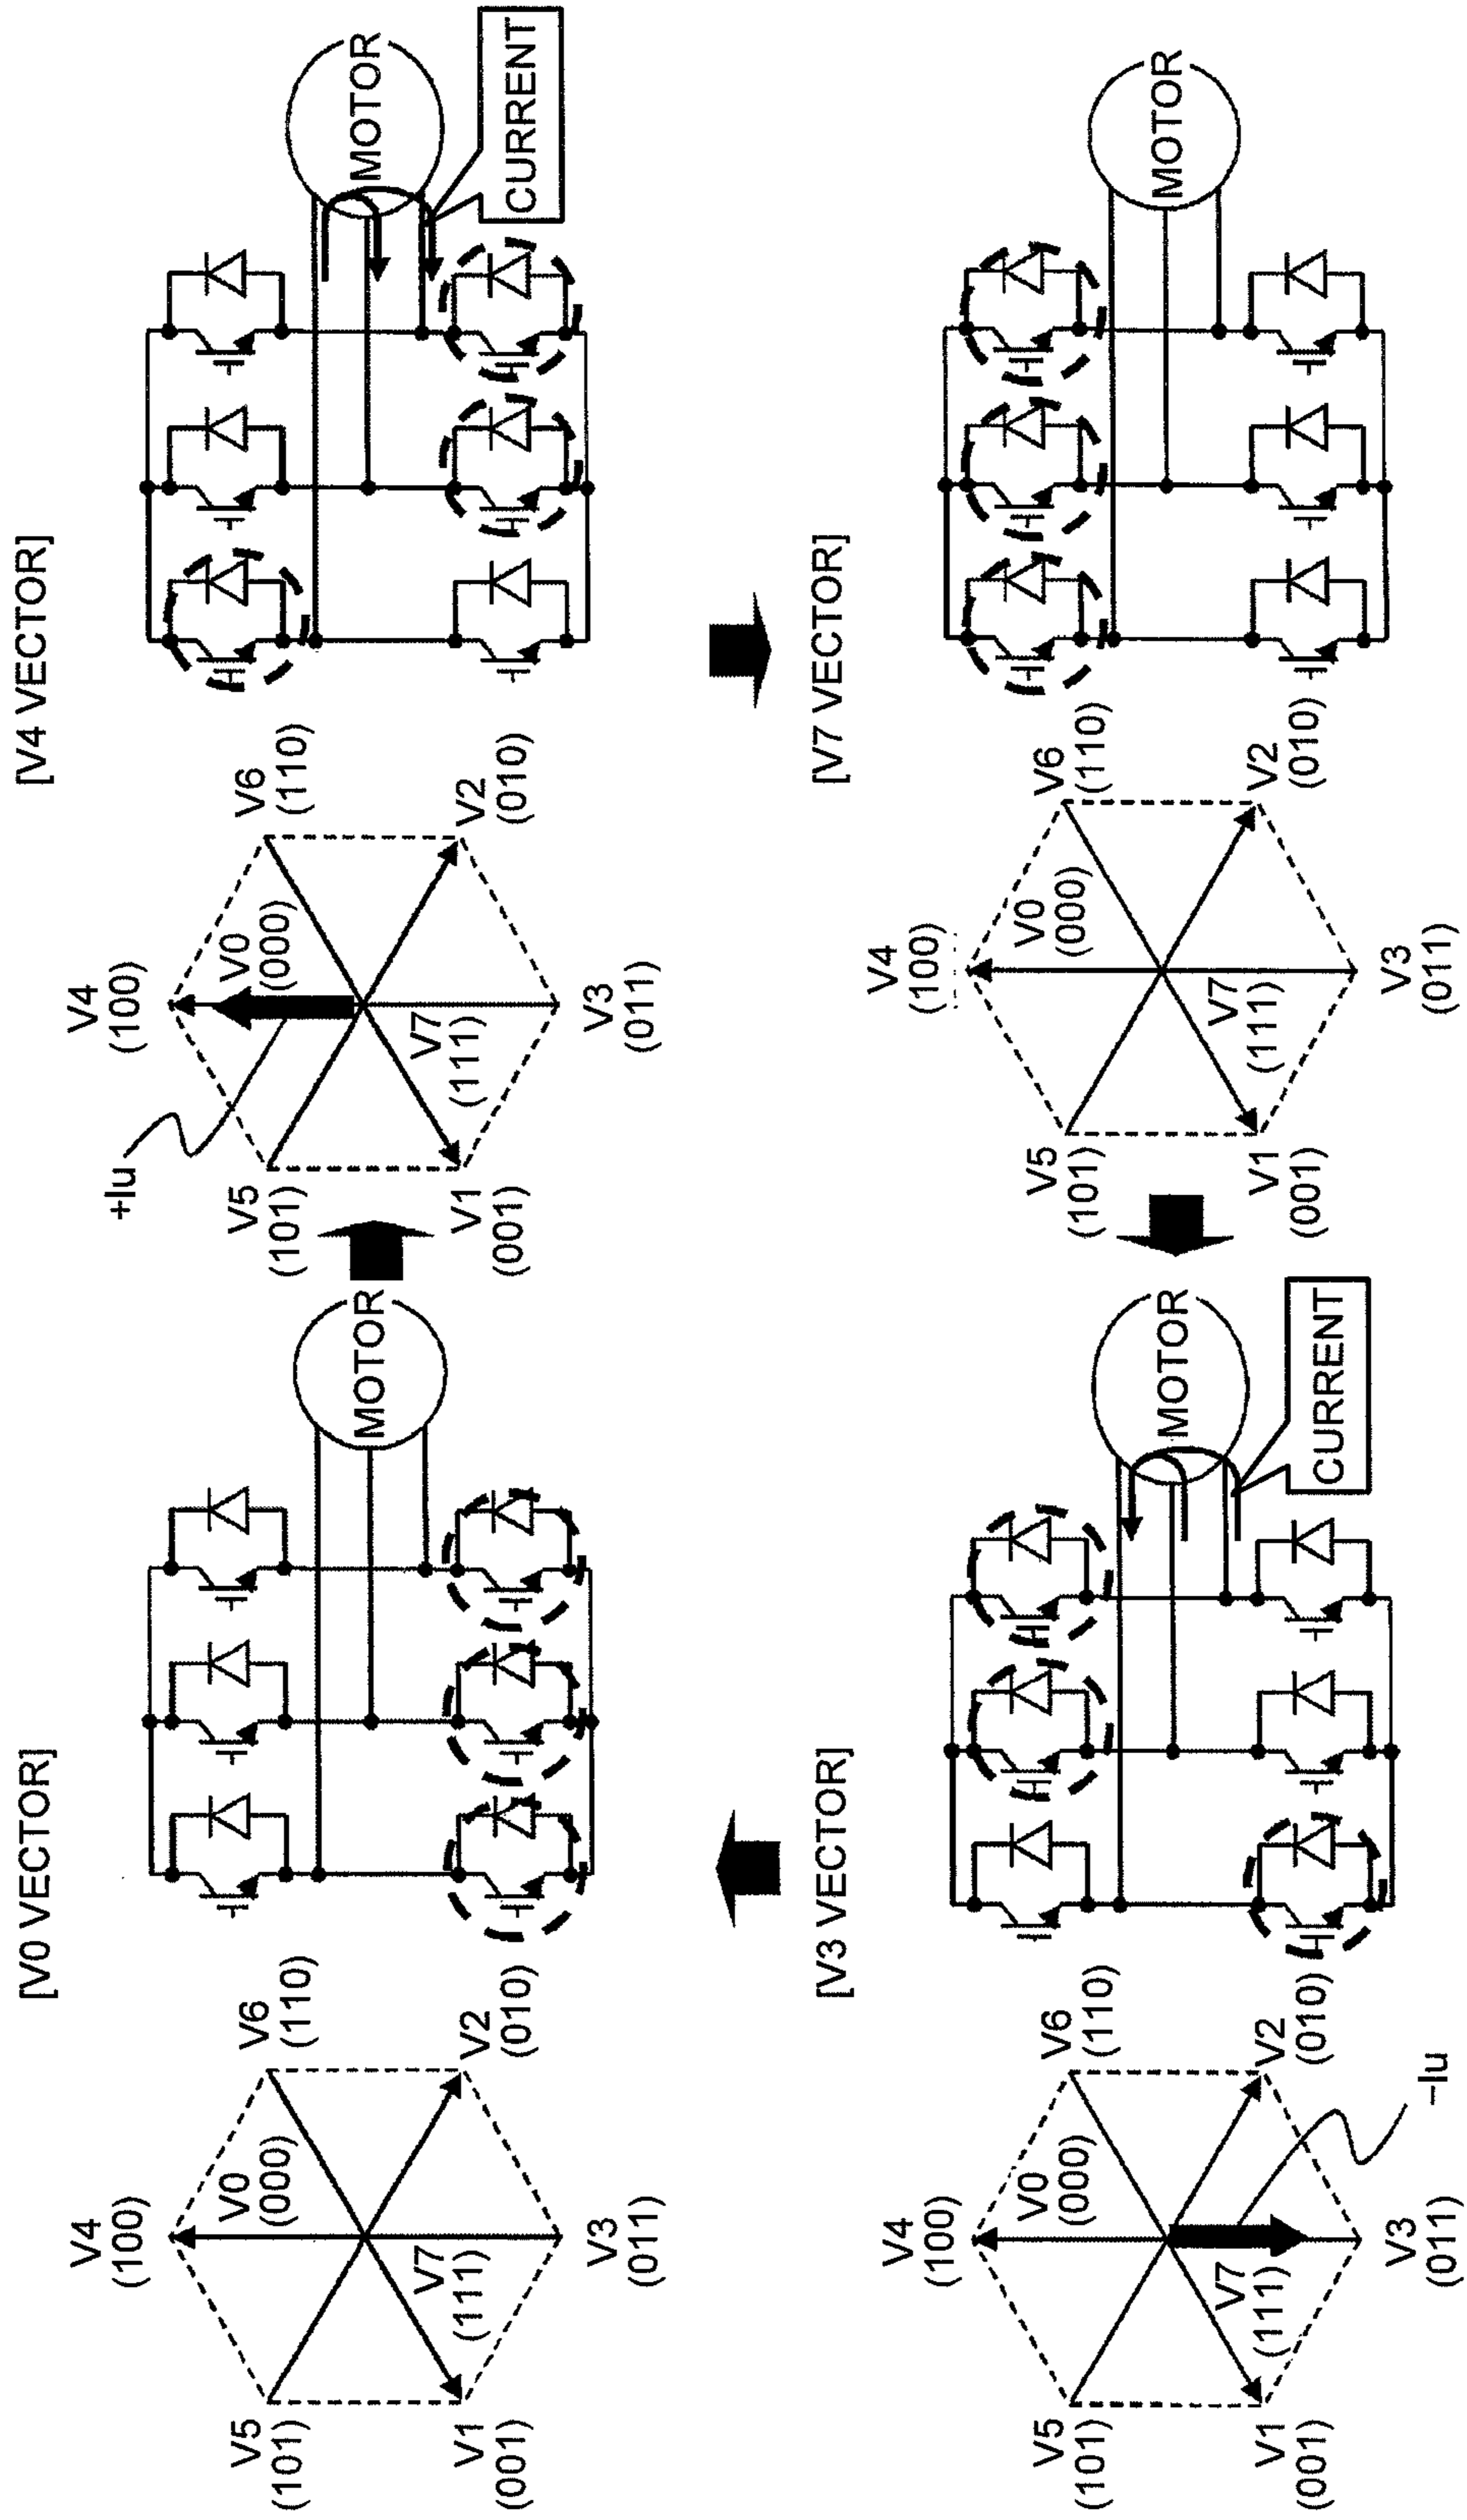 [V0 VECTOR]
V4
(100)
V5
(101)
V6
(110)
V0
(000)
V7
(111)
V1
(001)
V2
(010)
V3
(011)
MOTOR
[V4 VECTOR]
+Iu
V4
(100)
V5
(101)
V6
(110)
V0
(000)
V7
(111)
V1
(001)
V2
(010)
V3
(011)
MOTOR
CURRENT
[V3 VECTOR]
V4
(100)
V5
(101)
V6
(110)
V0
(000)
V7
(111)
V1
(001)
V2
(010)
V3
(011)
−Iu
MOTOR
CURRENT
[V7 VECTOR]
V4
(100)
V5
(101)
V6
(110)
V0
(000)
V7
(111)
V1
(001)
V2
(010)
V3
(011)
MOTOR